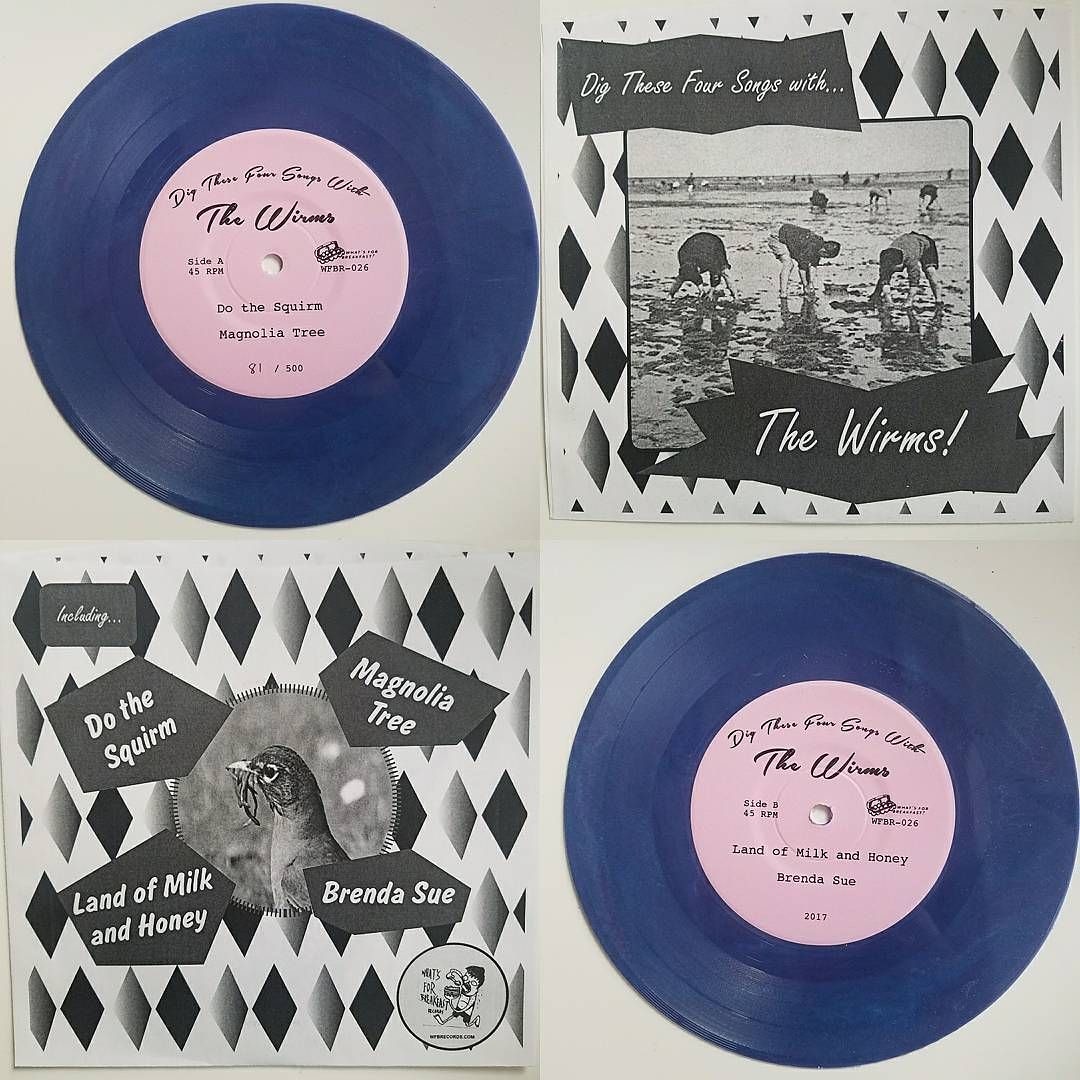 Dig These Four Songs With
The Wirms
Side A
45 RPM
WHAT'S FOR
BREAKFAST?
WFBR-026
Do the Squirm
Magnolia Tree
81 / 500
Dig These Four Songs with...
The Wirms!
Including...
Do the
Squirm
Magnolia
Tree
Land of Milk
and Honey
Brenda Sue
WHAT'S
FOR
BREAKFAST
RECORDS
WFBRECORDS.COM
Dig These Four Songs With
The Wirms
Side B
45 RPM
WHAT'S FOR
BREAKFAST?
WFBR-026
Land of Milk and Honey
Brenda Sue
2017